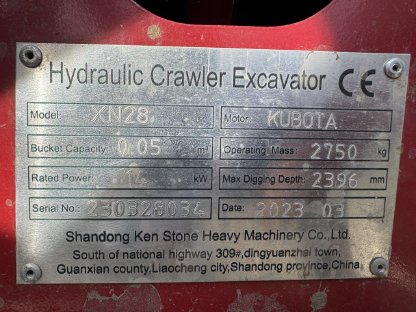 Hydraulic Crawler Excavator CE
Model: XN28 Motor: KUBOTA
Bucket Capacity: 0.05 m³ Operating Mass: 2750 kg
Rated Power: kW Max Digging Depth: 2396 mm
Serial No.: 230328034 Date: 2023 03
Shandong Ken Stone Heavy Machinery Co., Ltd.
South of national highway 309#,dingyuanzhai town,
Guanxian county,Liaocheng city,Shandong province,China